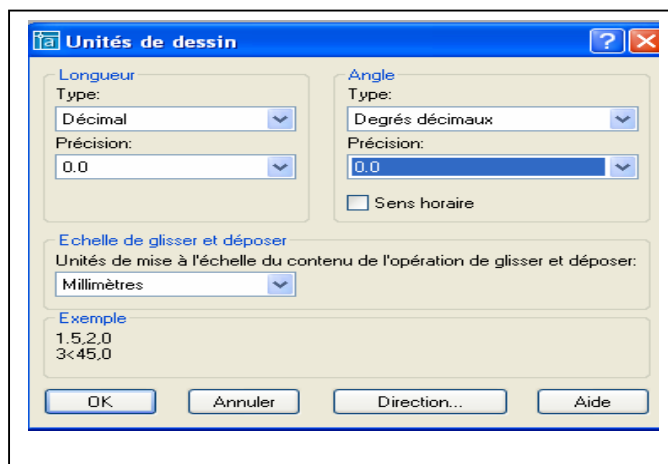 Unités de dessin
Longueur
Type:
Décimal
Précision:
0.0
Angle
Type:
Degrés décimaux
Précision:
0.0
Sens horaire
Echelle de glisser et déposer
Unités de mise à l'échelle du contenu de l'opération de glisser et déposer:
Millimètres
Exemple
1.5,2,0
3<45,0
OK
Annuler
Direction...
Aide